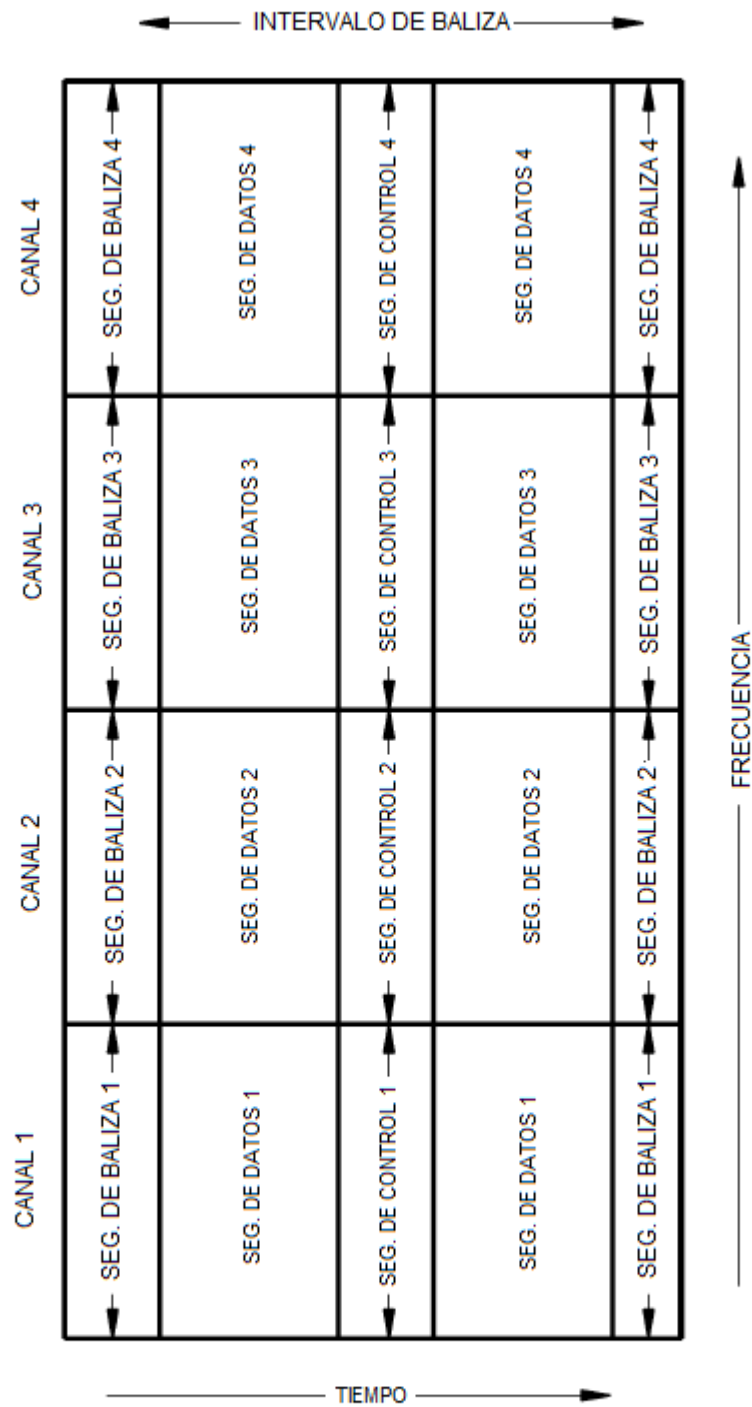 INTERVALO DE BALIZA
CANAL 4
SEG. DE BALIZA 4
SEG. DE DATOS 4
SEG. DE CONTROL 4
SEG. DE DATOS 4
SEG. DE BALIZA 4
CANAL 3
SEG. DE BALIZA 3
SEG. DE DATOS 3
SEG. DE CONTROL 3
SEG. DE DATOS 3
SEG. DE BALIZA 3
CANAL 2
SEG. DE BALIZA 2
SEG. DE DATOS 2
SEG. DE CONTROL 2
SEG. DE DATOS 2
SEG. DE BALIZA 2
CANAL 1
SEG. DE BALIZA 1
SEG. DE DATOS 1
SEG. DE CONTROL 1
SEG. DE DATOS 1
SEG. DE BALIZA 1
FRECUENCIA
TIEMPO